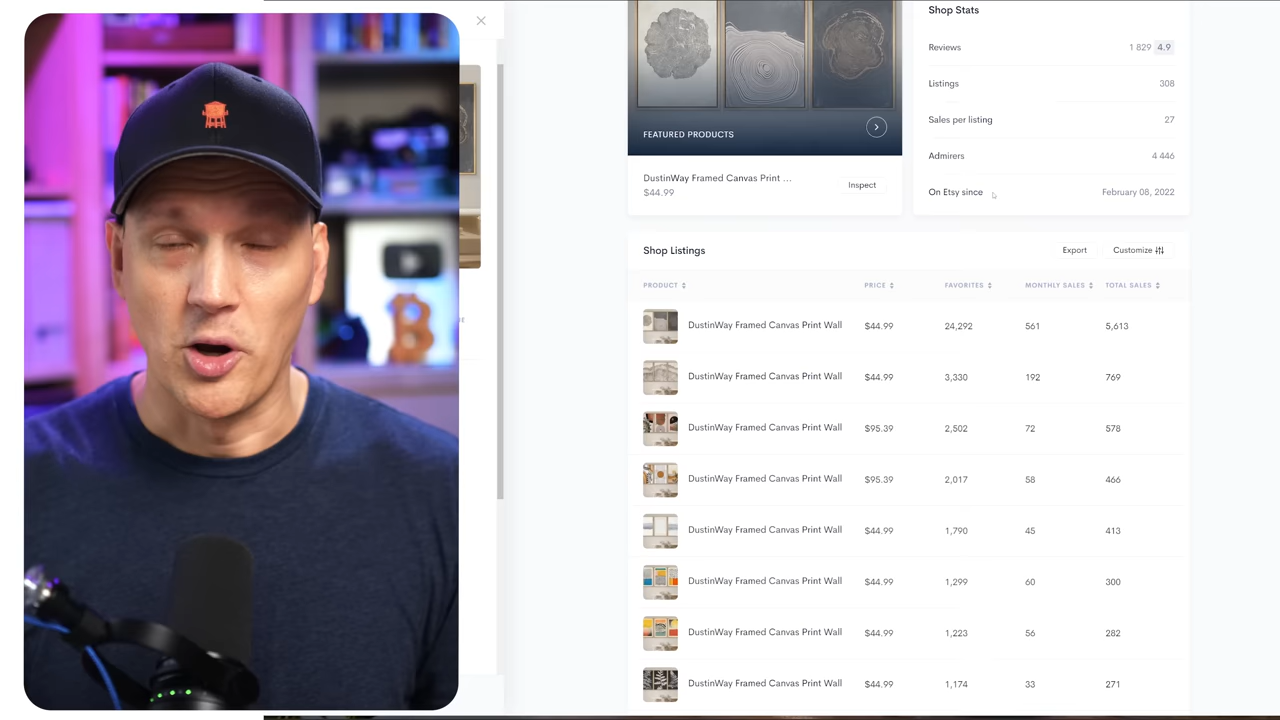 Shop Stats
Reviews 1 829 4.9
Listings 308
Sales per listing 27
Admirers 4 446
On Etsy since February 08, 2022
FEATURED PRODUCTS
DustinWay Framed Canvas Print ...
$44.99
Inspect
Shop Listings Export Customize
PRODUCT PRICE FAVORITES MONTHLY SALES TOTAL SALES
DustinWay Framed Canvas Print Wall $44.99 24,292 561 5,613
DustinWay Framed Canvas Print Wall $44.99 3,330 192 769
DustinWay Framed Canvas Print Wall $95.39 2,502 72 578
DustinWay Framed Canvas Print Wall $95.39 2,017 58 466
DustinWay Framed Canvas Print Wall $44.99 1,790 45 413
DustinWay Framed Canvas Print Wall $44.99 1,299 60 300
DustinWay Framed Canvas Print Wall $44.99 1,223 56
DustinWay Framed Canvas Print Wall $44.99 1,174 33 271